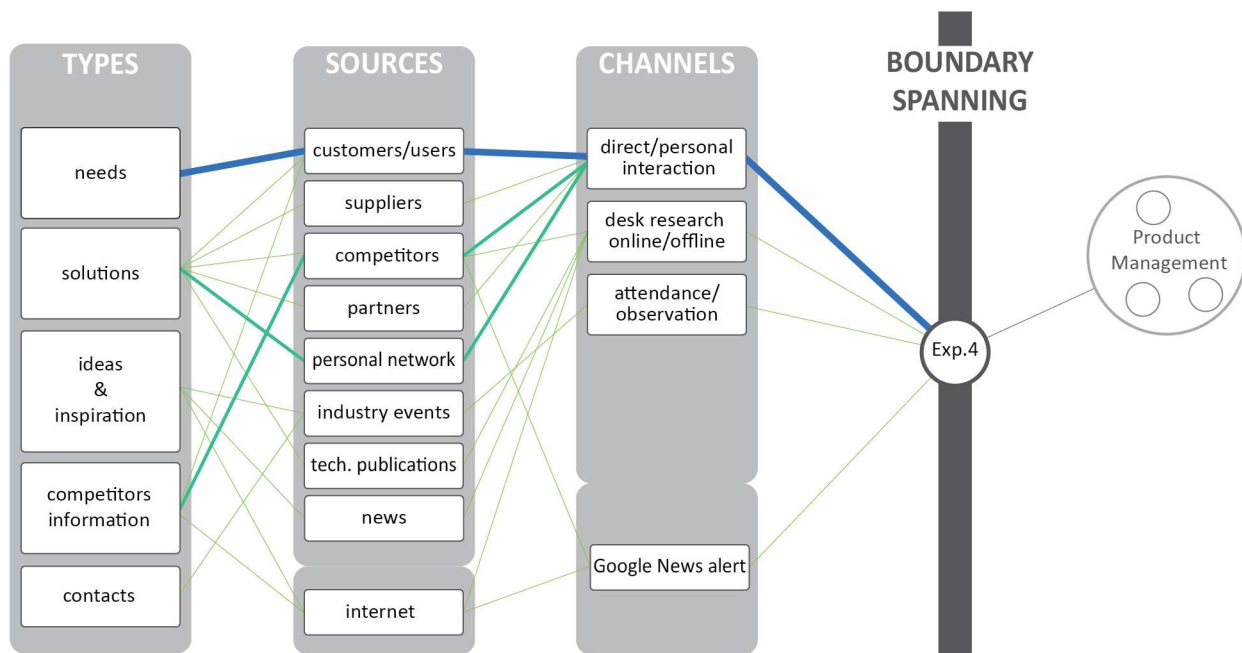 TYPES
needs
solutions
ideas
&
inspiration
competitors
information
contacts
SOURCES
customers/users
suppliers
competitors
partners
personal network
industry events
tech. publications
news
internet
CHANNELS
direct/personal
interaction
desk research
online/offline
attendance/
observation
Google News alert
BOUNDARY
SPANNING
Exp.4
Product
Management